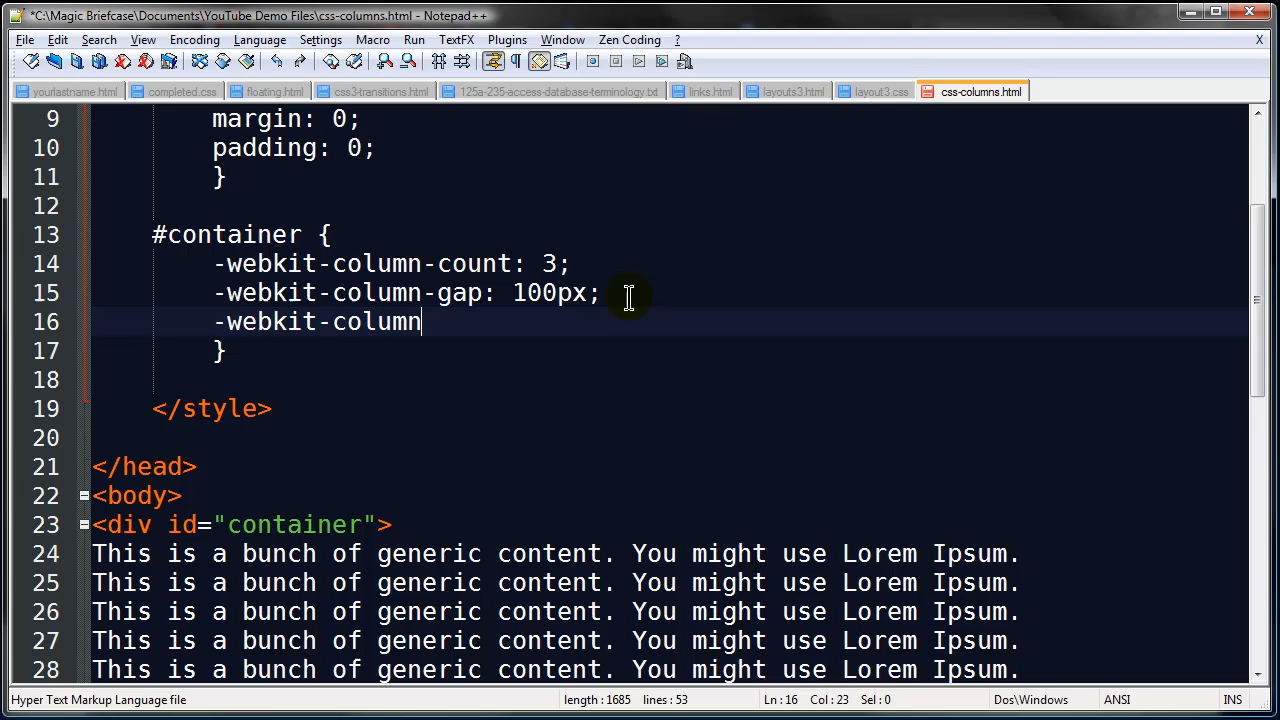 *C:\Magic Briefcase\Documents\YouTube Demo Files\css-columns.html - Notepad++
File Edit Search View Encoding Language Settings Macro Run TextFX Plugins Window Zen Coding ? X
yourlastname.html completed.css floating.html css3-transitions.html 125a-235-access-database-terminology.txt links.html layouts3.html layout3.css css-columns.html
9 margin: 0;
10 padding: 0;
11 }
12
13 #container {
14 -webkit-column-count: 3;
15 -webkit-column-gap: 100px;
16 -webkit-column
17 }
18
19 </style>
20
21 </head>
22 <body>
23 <div id="container">
24 This is a bunch of generic content. You might use Lorem Ipsum.
25 This is a bunch of generic content. You might use Lorem Ipsum.
26 This is a bunch of generic content. You might use Lorem Ipsum.
27 This is a bunch of generic content. You might use Lorem Ipsum.
28 This is a bunch of generic content. You might use Lorem Ipsum.
Hyper Text Markup Language file length : 1685 lines : 53 Ln : 16 Col : 23 Sel : 0 Dos\Windows ANSI INS